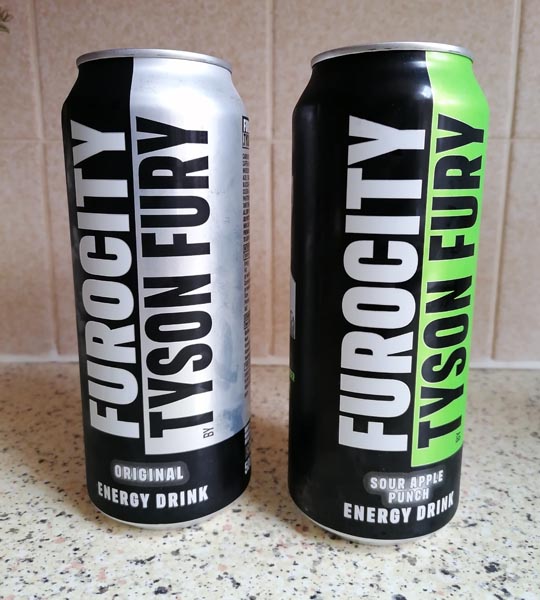 FUROCITY
BY TYSON FURY
ORIGINAL
ENERGY DRINK
FUROCITY
BY TYSON FURY
SOUR APPLE
PUNCH
ENERGY DRINK